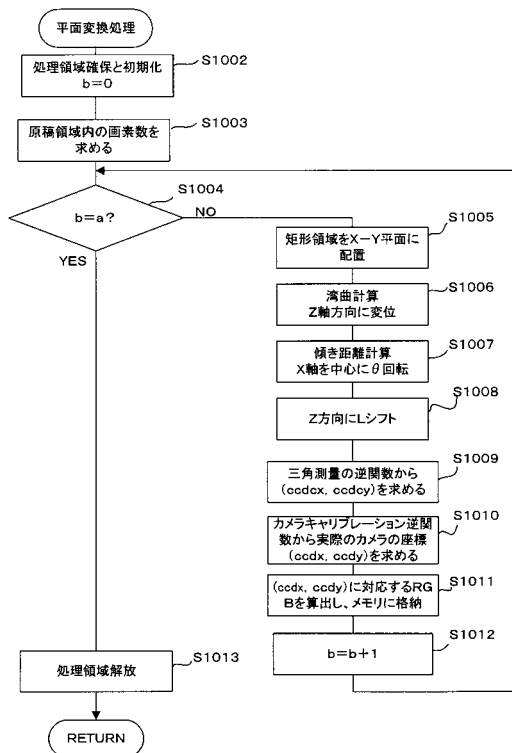 平面変換処理
処理領域確保と初期化
b=0
S1002
原稿領域内の画素数を
求める
S1003
b=a?
S1004
NO
YES
矩形領域をX-Y平面に
配置
S1005
湾曲計算
Z軸方向に変位
S1006
傾き距離計算
X軸を中心にθ回転
S1007
Z方向にLシフト
S1008
三角測量の逆関数から
(ccdcx, ccdcy)を求める
S1009
カメラキャリブレーション逆関
数から実際のカメラの座標
(ccdx, ccdy)を求める
S1010
(ccdx, ccdy)に対応するRG
Bを算出し、メモリに格納
S1011
b=b+1
S1012
処理領域解放
S1013
RETURN